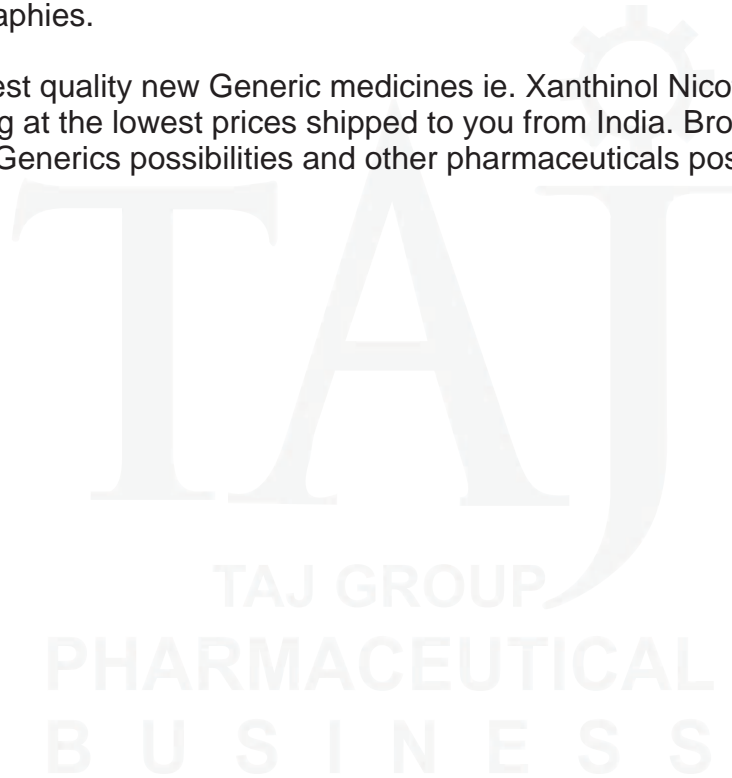 aphies.
est quality new Generic medicines ie. Xanthinol Nico
g at the lowest prices shipped to you from India. Bro
Generics possibilities and other pharmaceuticals pos
TAJ
TAJ GROUP
PHARMACEUTICAL
BUSINESS